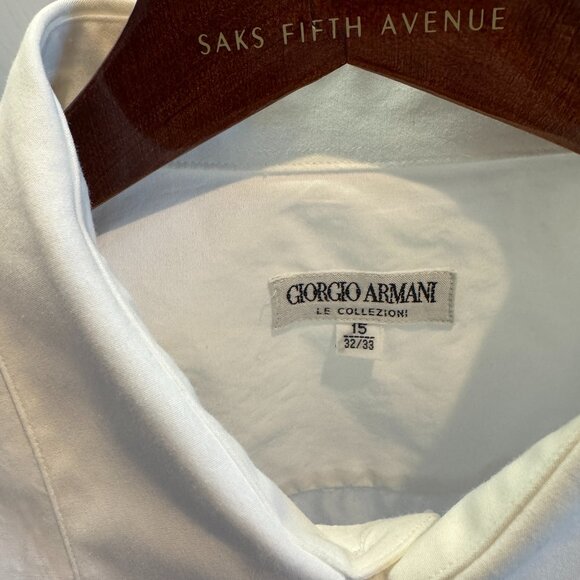 SAKS FIFTH AVENUE
GIORGIO ARMANI
LE COLLEZIONI
15
32/33